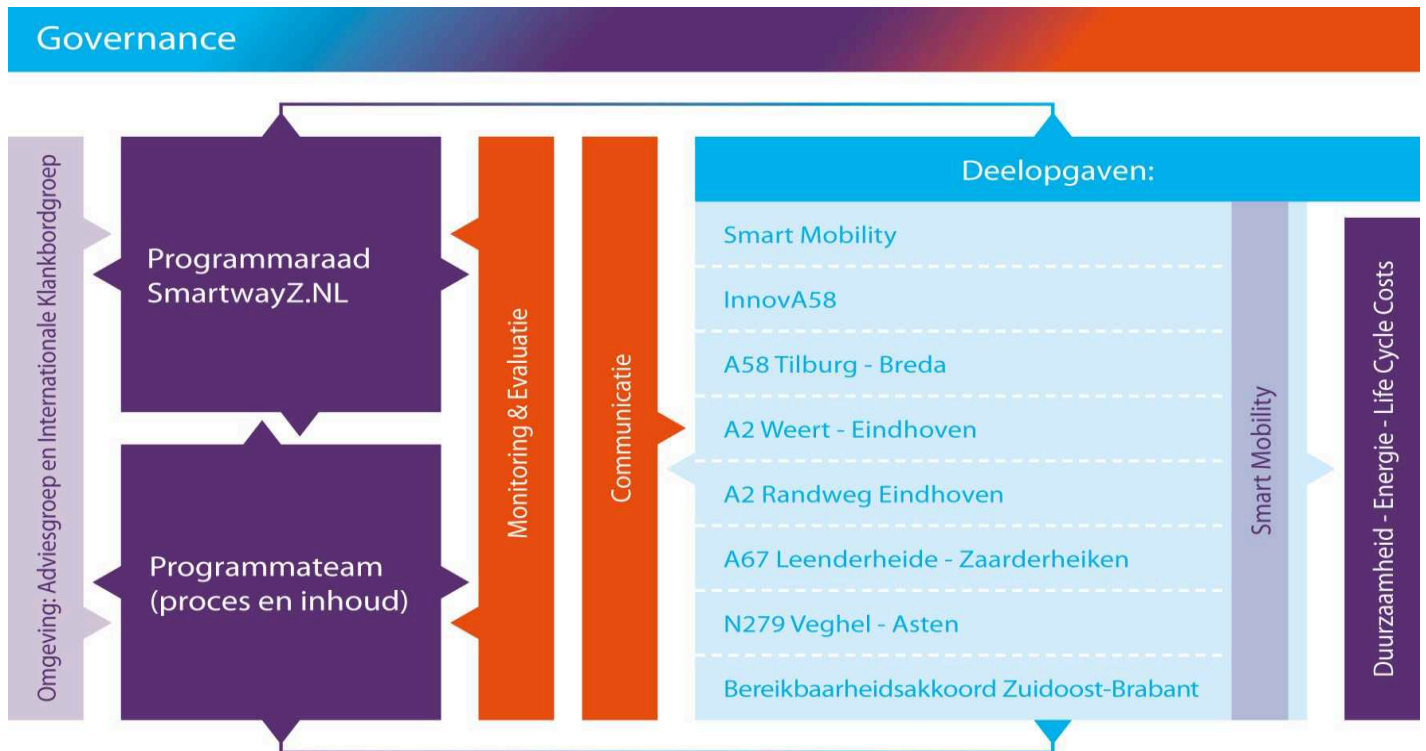 Governance
Omgeving: Adviesgroep en Internationale Klankbordgroep
Programmaraad
SmartwayZ.NL
Programmateam
(proces en inhoud)
Monitoring & Evaluatie
Communicatie
Deelopgaven:
Smart Mobility
InnovA58
A58 Tilburg - Breda
A2 Weert - Eindhoven
A2 Randweg Eindhoven
A67 Leenderheide - Zaarderheiken
N279 Veghel - Asten
Bereikbaarheidsakkoord Zuidoost-Brabant
Smart Mobility
Duurzaamheid - Energie - Life Cycle Costs